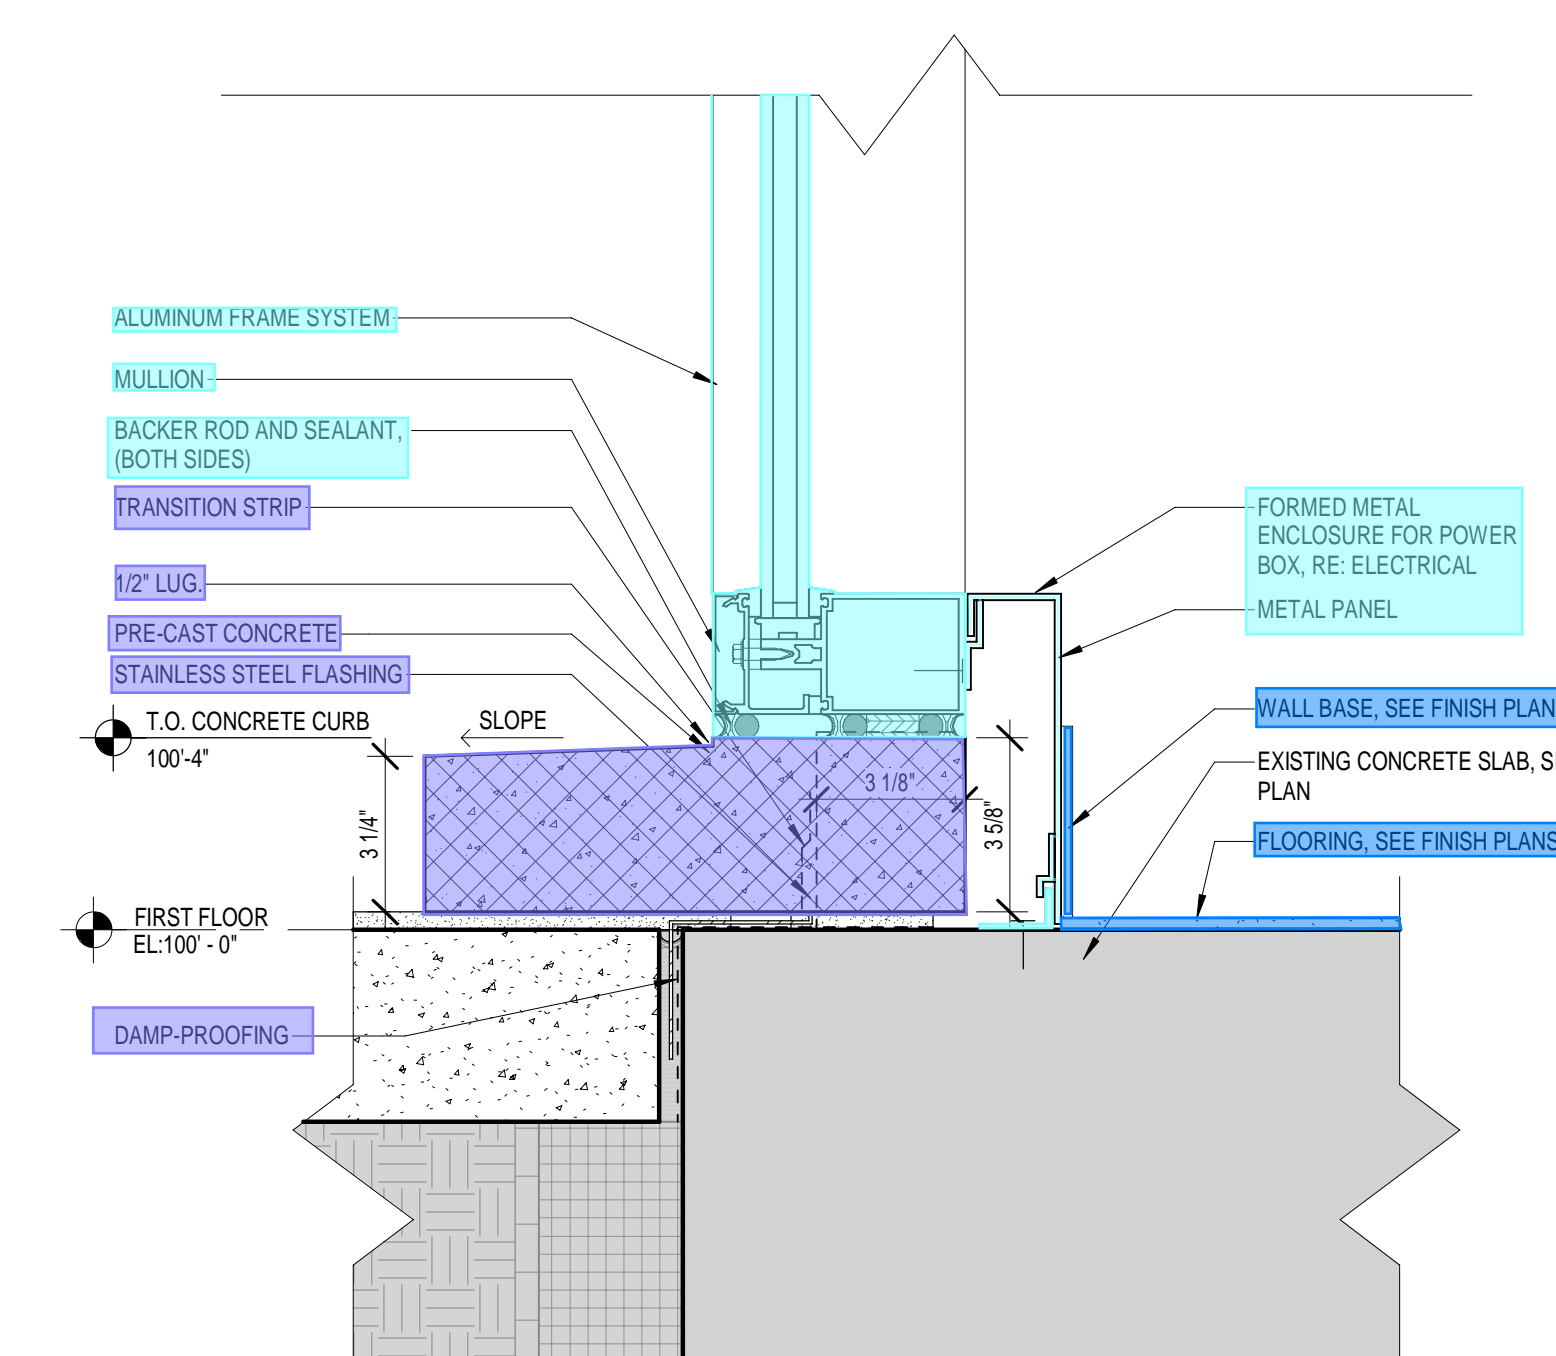 ALUMINUM FRAME SYSTEM
MULLION
BACKER ROD AND SEALANT,
(BOTH SIDES)
TRANSITION STRIP
1/2" LUG.
PRE-CAST CONCRETE
STAINLESS STEEL FLASHING
T.O. CONCRETE CURB
100'-4"
SLOPE
3 1/4"
3 1/8"
3 5/8"
FIRST FLOOR
EL:100' - 0"
DAMP-PROOFING
FORMED METAL
ENCLOSURE FOR POWER
BOX, RE: ELECTRICAL
METAL PANEL
WALL BASE, SEE FINISH PLAN
EXISTING CONCRETE SLAB,
PLAN
FLOORING, SEE FINISH PLANS